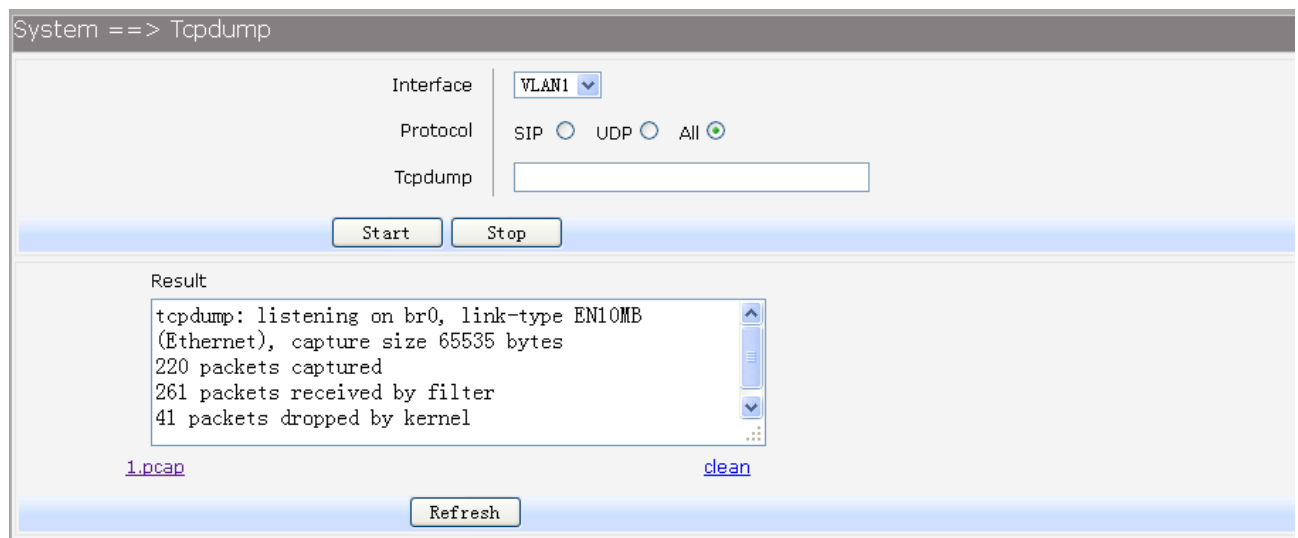 System ==> Tcpdump
Interface VLAN1
Protocol SIP UDP All
Tcpdump
Start Stop
Result
tcpdump: listening on br0, link-type EN10MB
(Ethernet), capture size 65535 bytes
220 packets captured
261 packets received by filter
41 packets dropped by kernel
1.pcap clean
Refresh